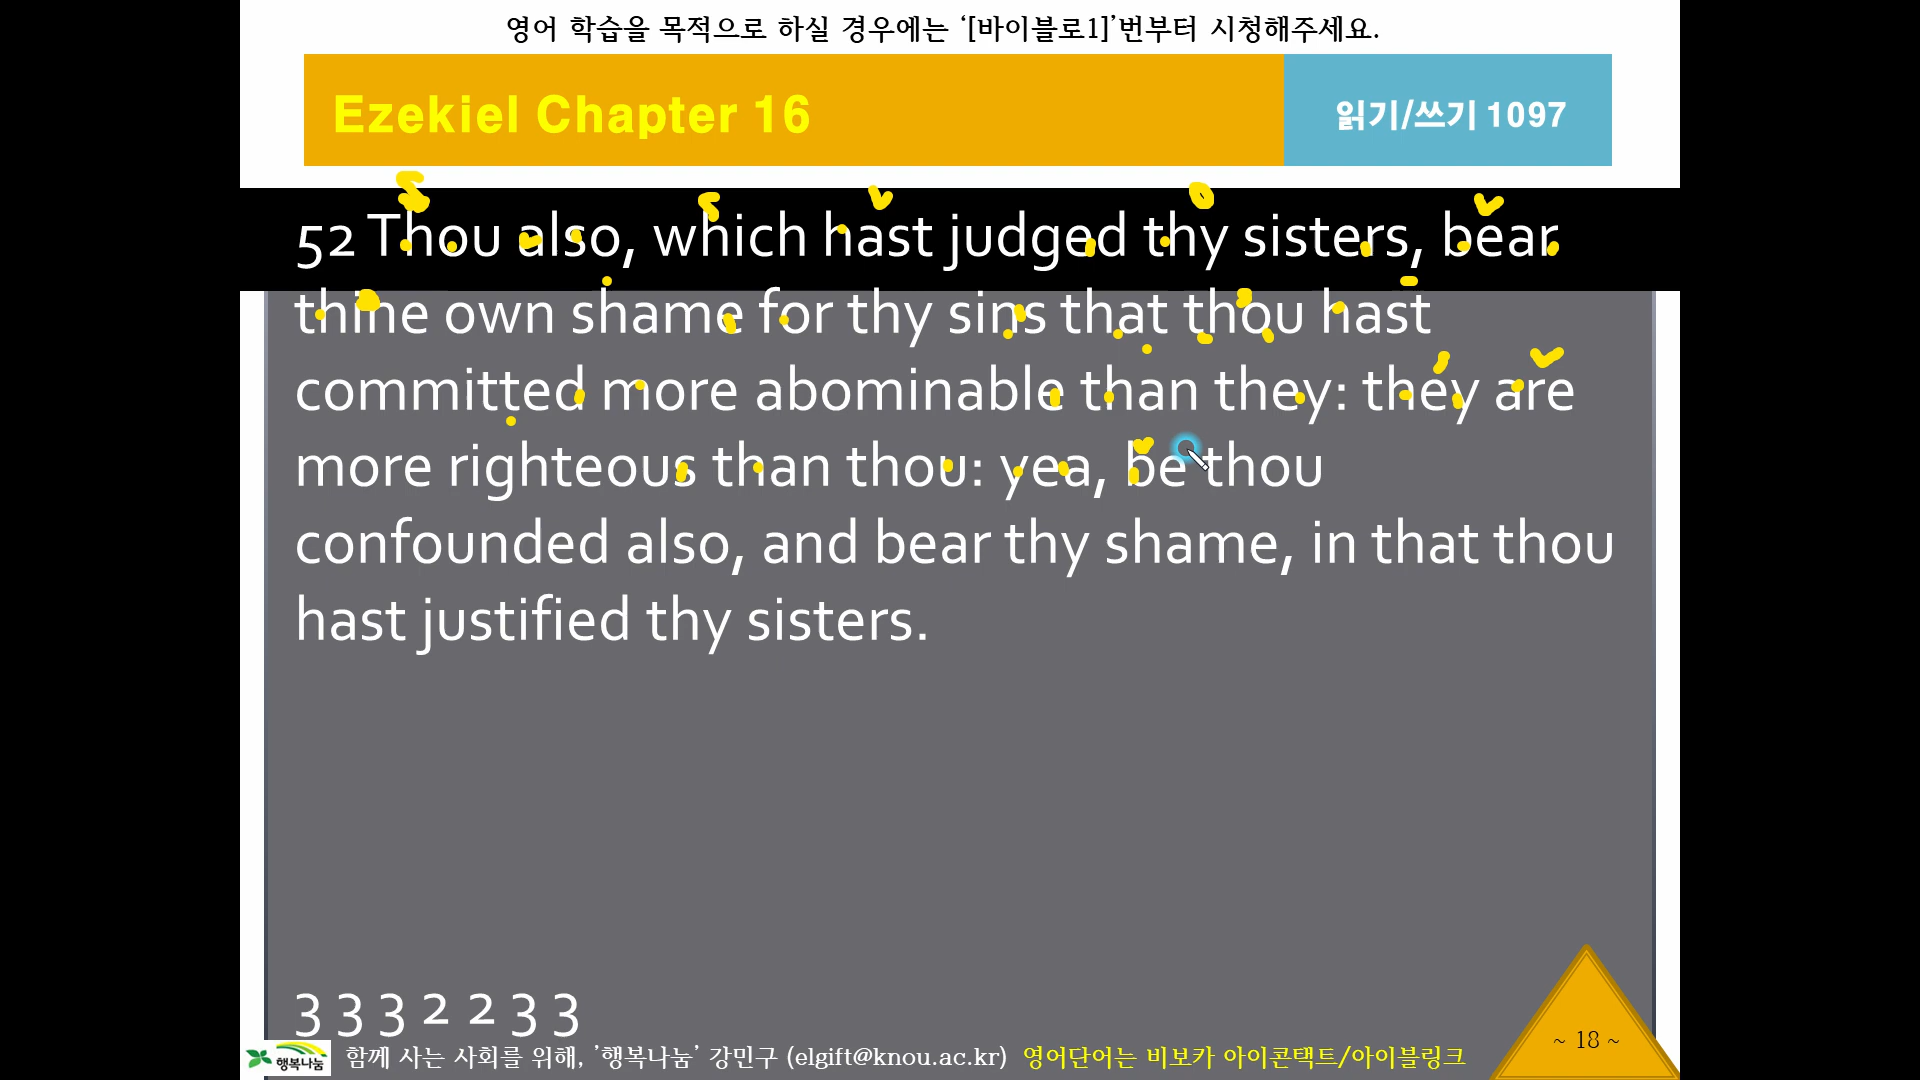 영어 학습을 목적으로 하실 경우에는 ‘[바이블로1]’번부터 시청해주세요.
Ezekiel Chapter 16
읽기/쓰기 1097
52 Thou also, which hast judged thy sisters, bear
thine own shame for thy sins that thou hast
committed more abominable than they: they are
more righteous than thou: yea, be thou
confounded also, and bear thy shame, in that thou
hast justified thy sisters.
3 3 3 2 2 3 3
행복나눔 함께 사는 사회를 위해, ’행복나눔’ 강민구 (elgift@knou.ac.kr) 영어단어는 비보카 아이콘택트/아이블링크
~ 18 ~